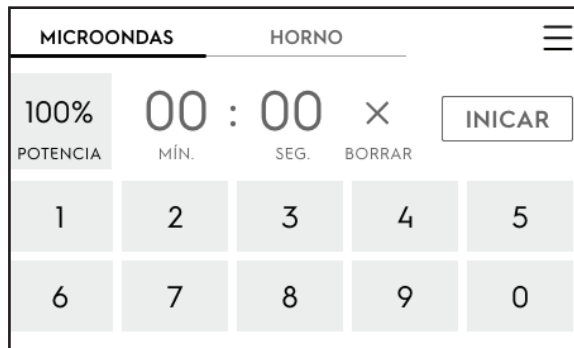 MICROONDAS HORNO
100% 00 : 00 × INICAR
POTENCIA MÍN. SEG. BORRAR
1 2 3 4 5
6 7 8 9 0